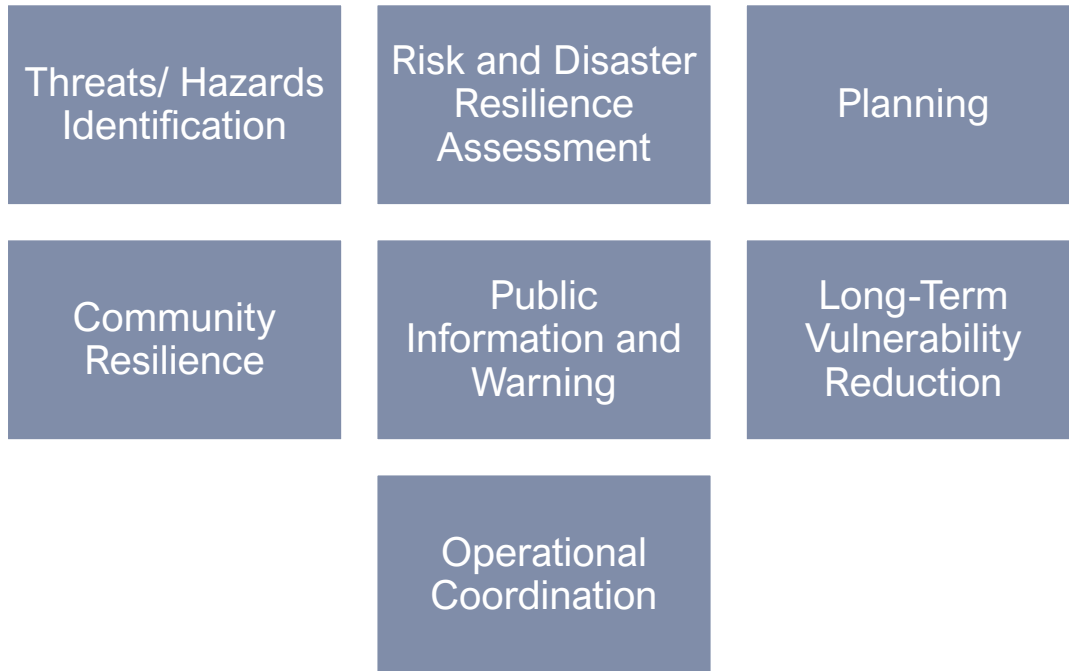 Threats/ Hazards
Identification
Risk and Disaster
Resilience
Assessment
Planning
Community
Resilience
Public
Information and
Warning
Long-Term
Vulnerability
Reduction
Operational
Coordination